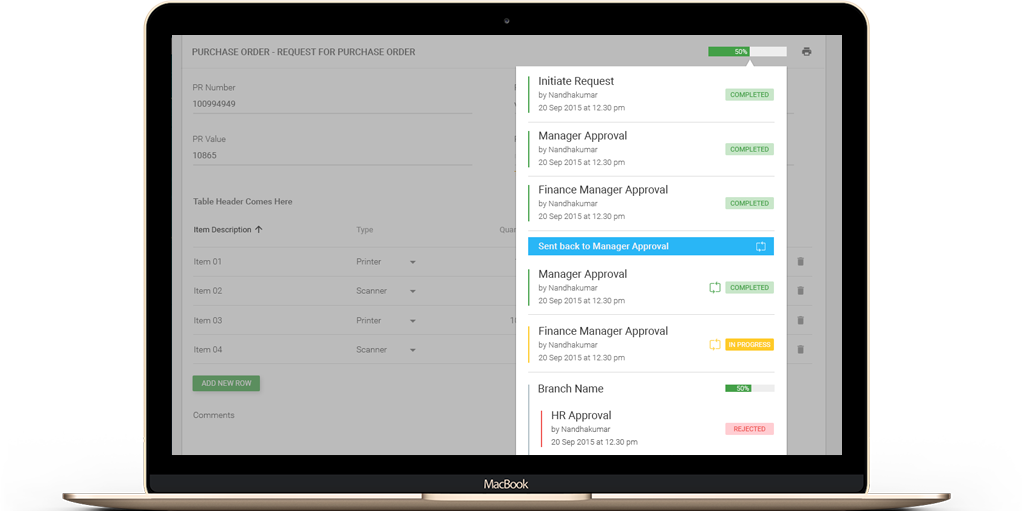 PURCHASE ORDER - REQUEST FOR PURCHASE ORDER
50%
PR Number
100994949
PR Value
10865
Table Header Comes Here
Item Description
Type
Item 01
Printer
Item 02
Scanner
Item 03
Printer
Item 04
Scanner
ADD NEW ROW
Comments
Initiate Request
by Nandhakumar
20 Sep 2015 at 12.30 pm
COMPLETED
Manager Approval
by Nandhakumar
20 Sep 2015 at 12.30 pm
COMPLETED
Finance Manager Approval
by Nandhakumar
20 Sep 2015 at 12.30 pm
COMPLETED
Sent back to Manager Approval
Manager Approval
by Nandhakumar
20 Sep 2015 at 12.30 pm
COMPLETED
Finance Manager Approval
by Nandhakumar
20 Sep 2015 at 12.30 pm
IN PROGRESS
Branch Name
50%
HR Approval
by Nandhakumar
20 Sep 2015 at 12.30 pm
REJECTED
MacBook